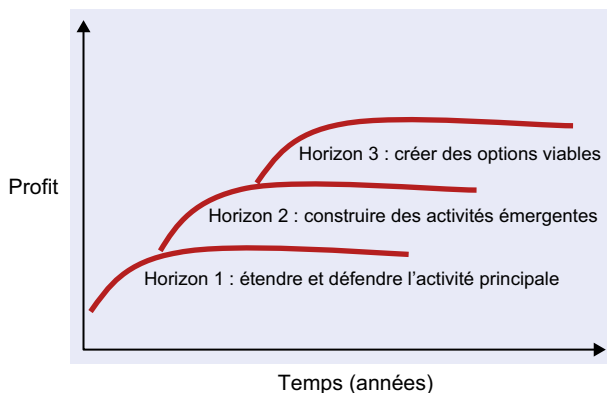 Horizon 3 : créer des options viables
Profit
Horizon 2 : construire des activités émergentes
Horizon 1 : étendre et défendre l’activité principale
Temps (années)